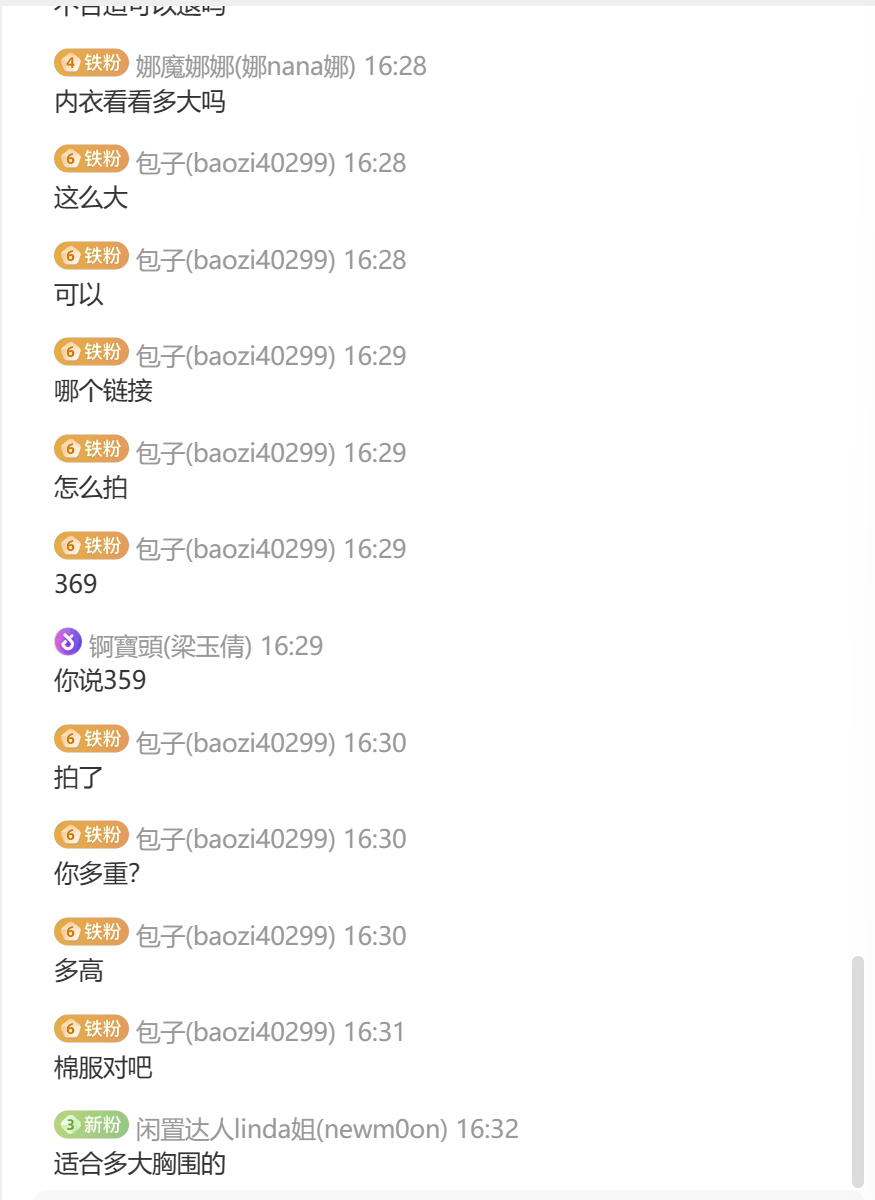 不合适可以退吗
4 铁粉 娜魔娜娜(娜nana娜) 16:28
内衣看看多大吗
6 铁粉 包子(baozi40299) 16:28
这么大
6 铁粉 包子(baozi40299) 16:28
可以
6 铁粉 包子(baozi40299) 16:29
哪个链接
6 铁粉 包子(baozi40299) 16:29
怎么拍
6 铁粉 包子(baozi40299) 16:29
369
锕寶頭(梁玉倩) 16:29
你说359
6 铁粉 包子(baozi40299) 16:30
拍了
6 铁粉 包子(baozi40299) 16:30
你多重?
6 铁粉 包子(baozi40299) 16:30
多高
6 铁粉 包子(baozi40299) 16:31
棉服对吧
3 新粉 闲置达人linda姐(newm0on) 16:32
适合多大胸围的